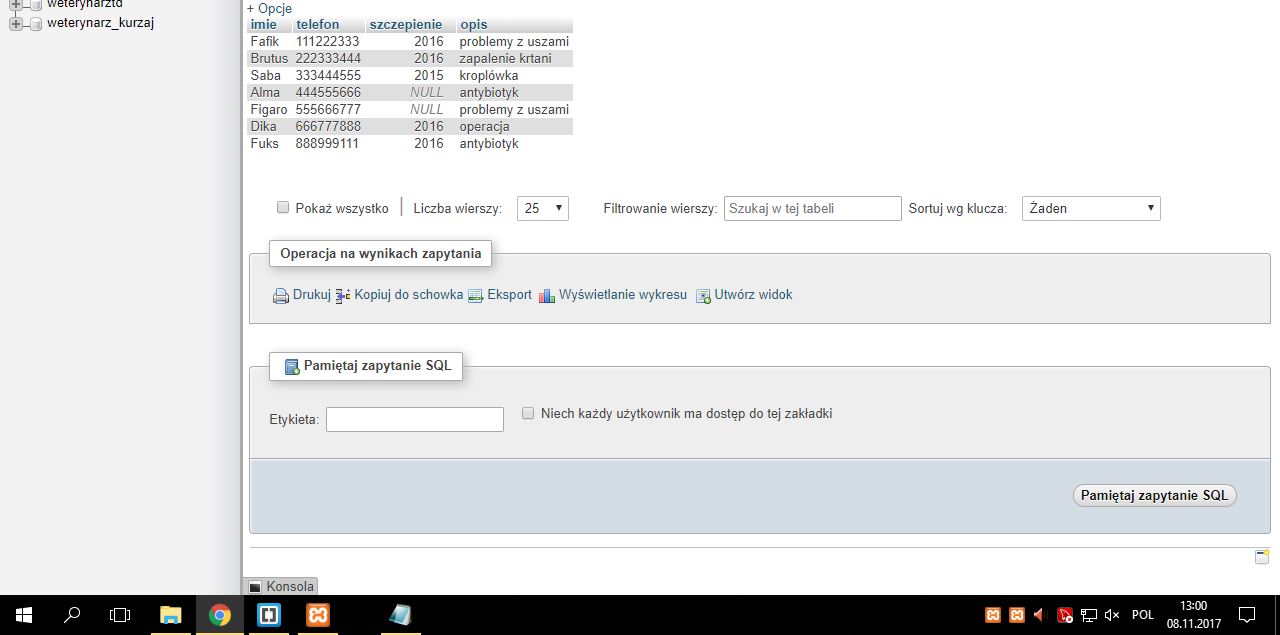 weterynarztd
weterynarz_kurzaj
+ Opcje
imie telefon szczepienie opis
Fafik 111222333 2016 problemy z uszami
Brutus 222333444 2016 zapalenie krtani
Saba 333444555 2015 kroplówka
Alma 444555666 NULL antybiotyk
Figaro 555666777 NULL problemy z uszami
Dika 666777888 2016 operacja
Fuks 888999111 2016 antybiotyk
Pokaż wszystko Liczba wierszy: 25 Filtrowanie wierszy: Szukaj w tej tabeli Sortuj wg klucza: Żaden
Operacja na wynikach zapytania
Drukuj Kopiuj do schowka Eksport Wyświetlanie wykresu Utwórz widok
Pamiętaj zapytanie SQL
Etykieta: Niech każdy użytkownik ma dostęp do tej zakładki
Pamiętaj zapytanie SQL
Konsola
POL 13:00
08.11.2017